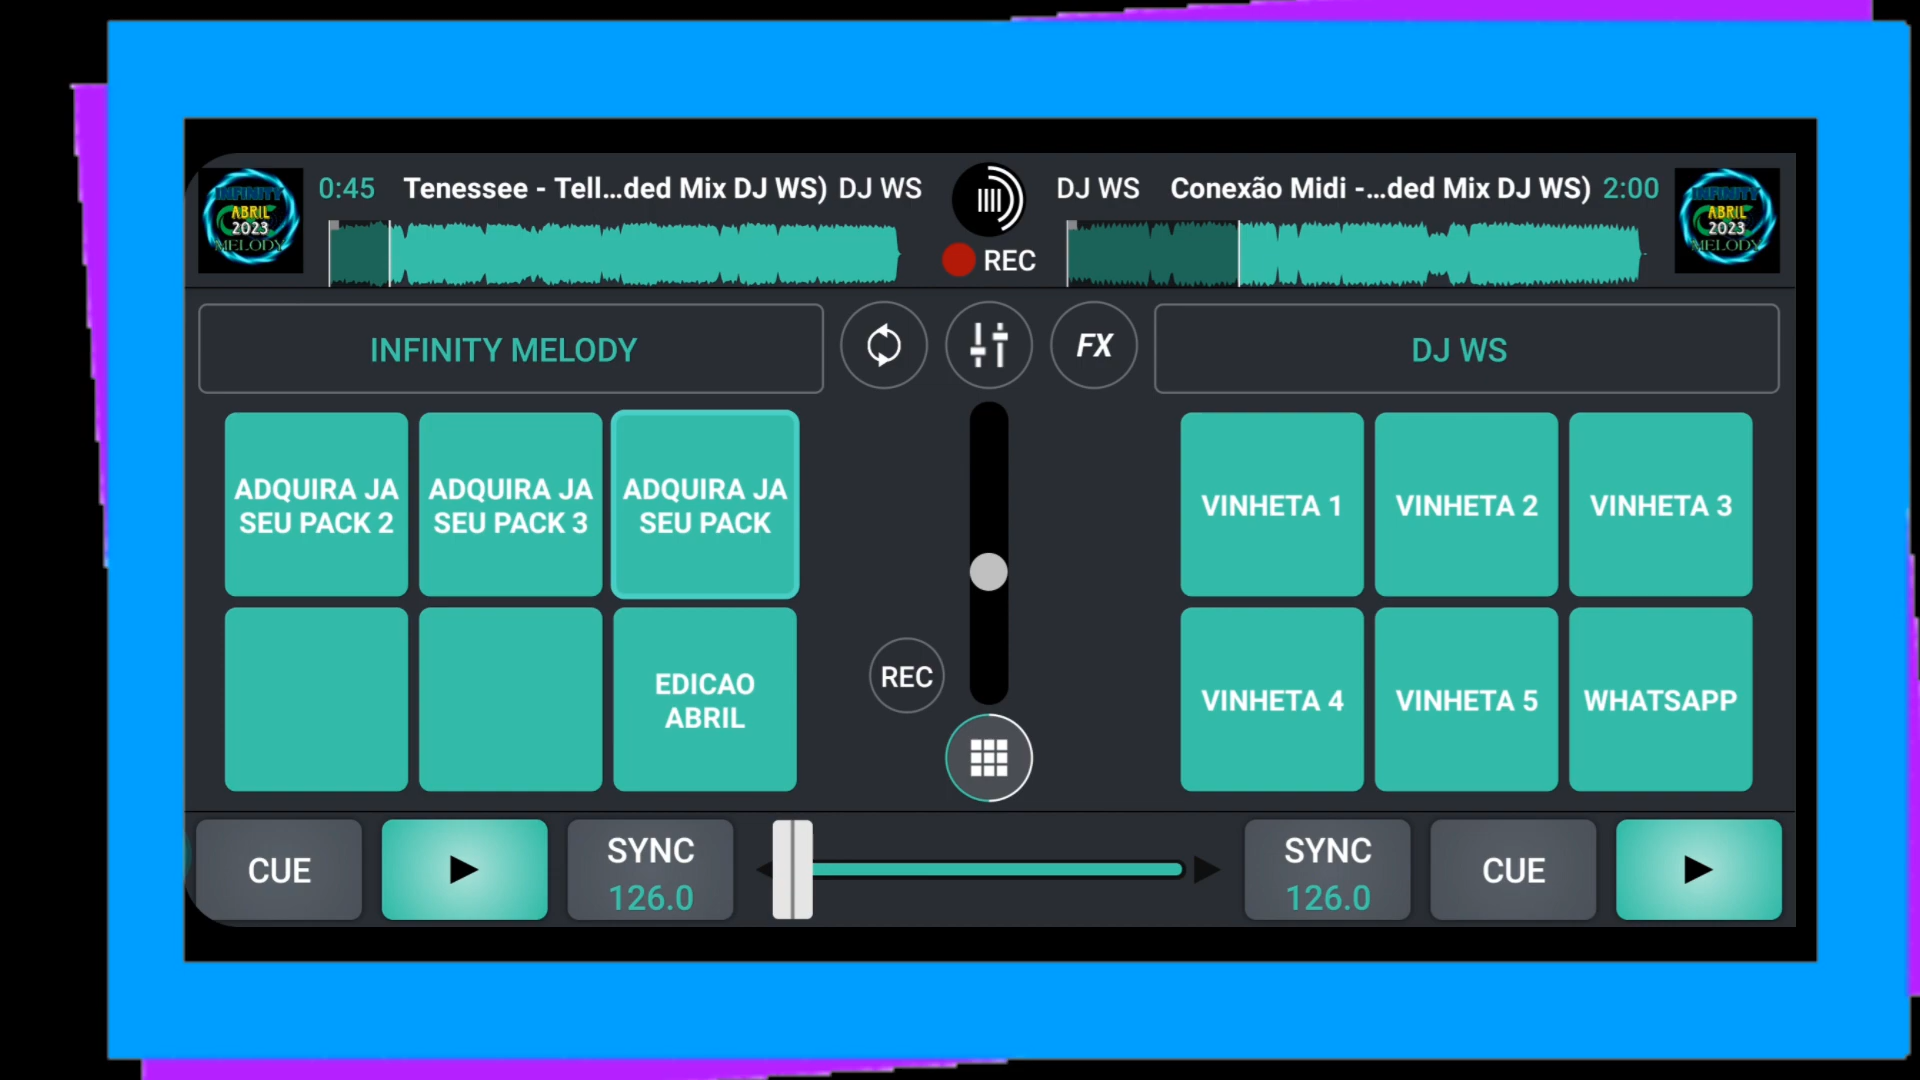 INFINITY
ABRIL
2023
MELODY
0:45 Tenessee - Tell...ded Mix DJ WS) DJ WS
REC
DJ WS Conexão Midi -...ded Mix DJ WS) 2:00
INFINITY
ABRIL
2023
MELODY
INFINITY MELODY
FX
DJ WS
ADQUIRA JA
SEU PACK 2
ADQUIRA JA
SEU PACK 3
ADQUIRA JA
SEU PACK
VINHETA 1
VINHETA 2
VINHETA 3
EDICAO
ABRIL
REC
VINHETA 4
VINHETA 5
WHATSAPP
CUE
SYNC
126.0
SYNC
126.0
CUE